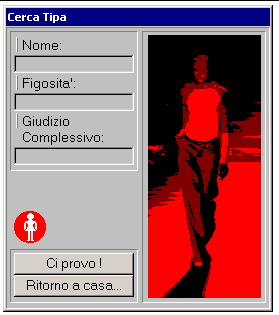 Cerca Tipa
Nome:
Figosita':
Giudizio
Complessivo:
Ci provo !
Ritorno a casa...